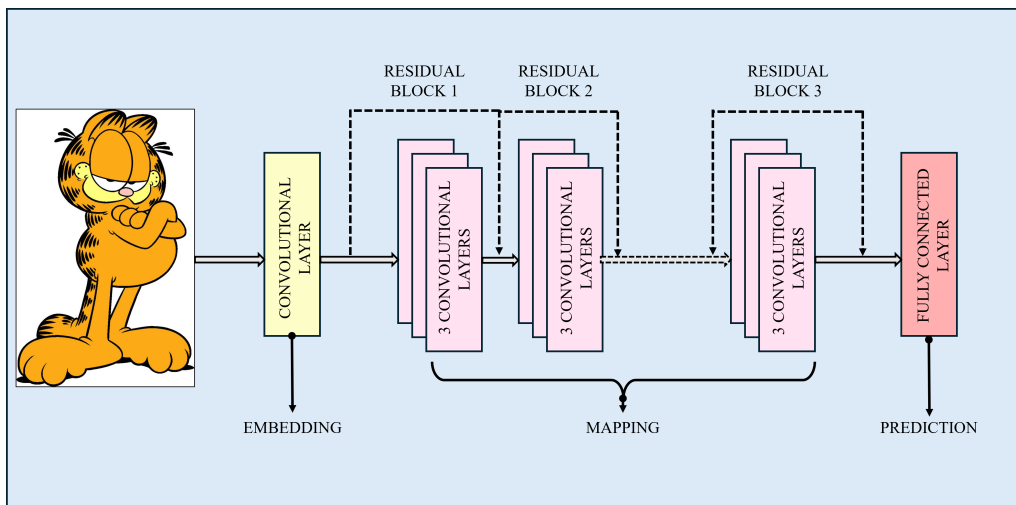 RESIDUAL
BLOCK 1
RESIDUAL
BLOCK 2
RESIDUAL
BLOCK 3
CONVOLUTIONAL
LAYER
3 CONVOLUTIONAL
LAYERS
3 CONVOLUTIONAL
LAYERS
3 CONVOLUTIONAL
LAYERS
FULLY CONNECTED
LAYER
EMBEDDING
MAPPING
PREDICTION